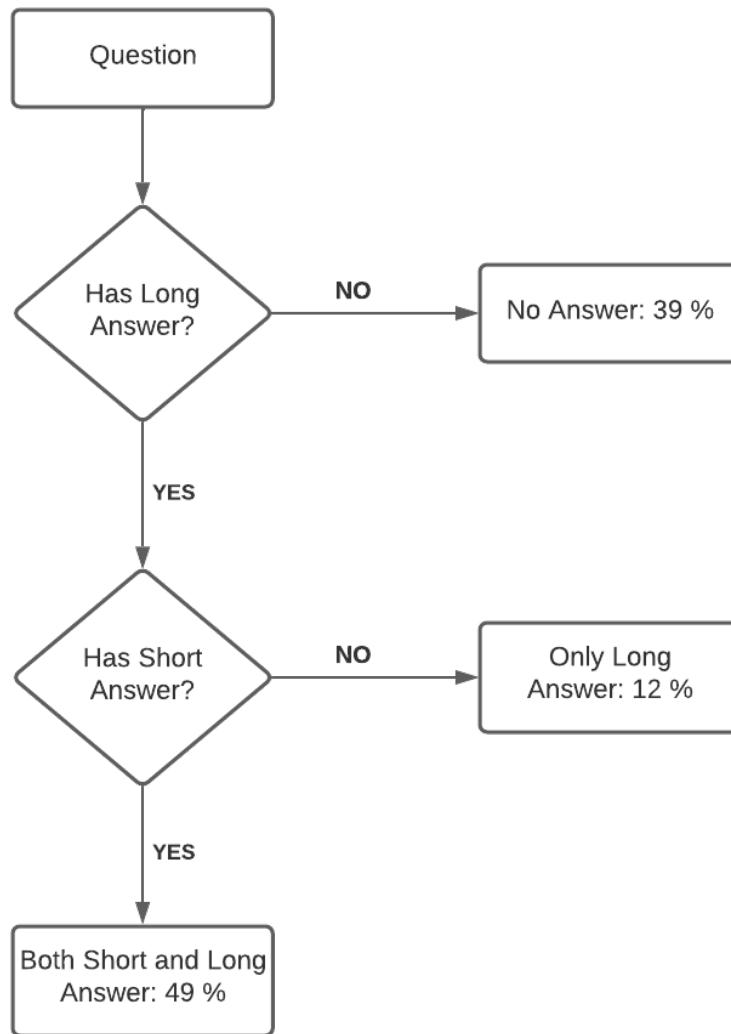 Question
Has Long
Answer?
NO
No Answer: 39 %
YES
Has Short
Answer?
NO
Only Long
Answer: 12 %
YES
Both Short and Long
Answer: 49 %